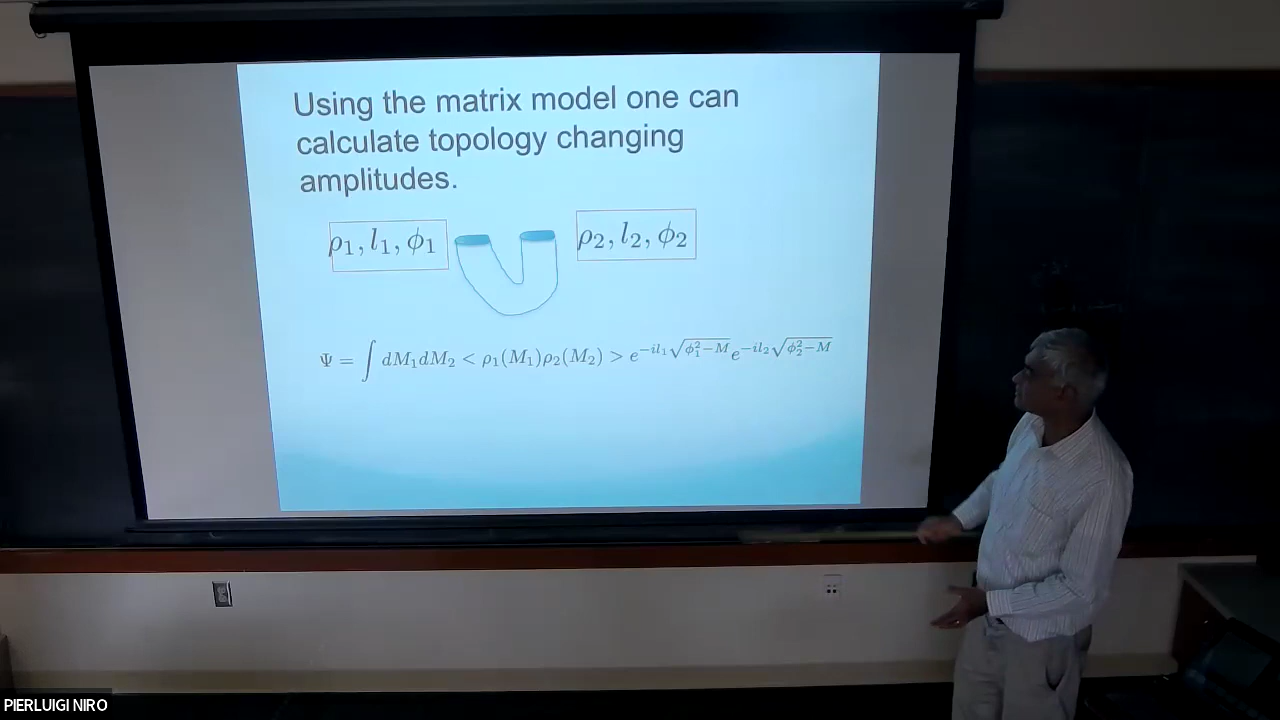 Using the matrix model one can
calculate topology changing
amplitudes.
ρ₁, l₁, ϕ₁
ρ₂, l₂, ϕ₂
Ψ = ∫ dM₁dM₂ < ρ₁(M₁)ρ₂(M₂) > e^{-il₁√(ϕ₁²−M)} e^{-il₂√(ϕ₂²−M)}
PIERLUIGI NIRO